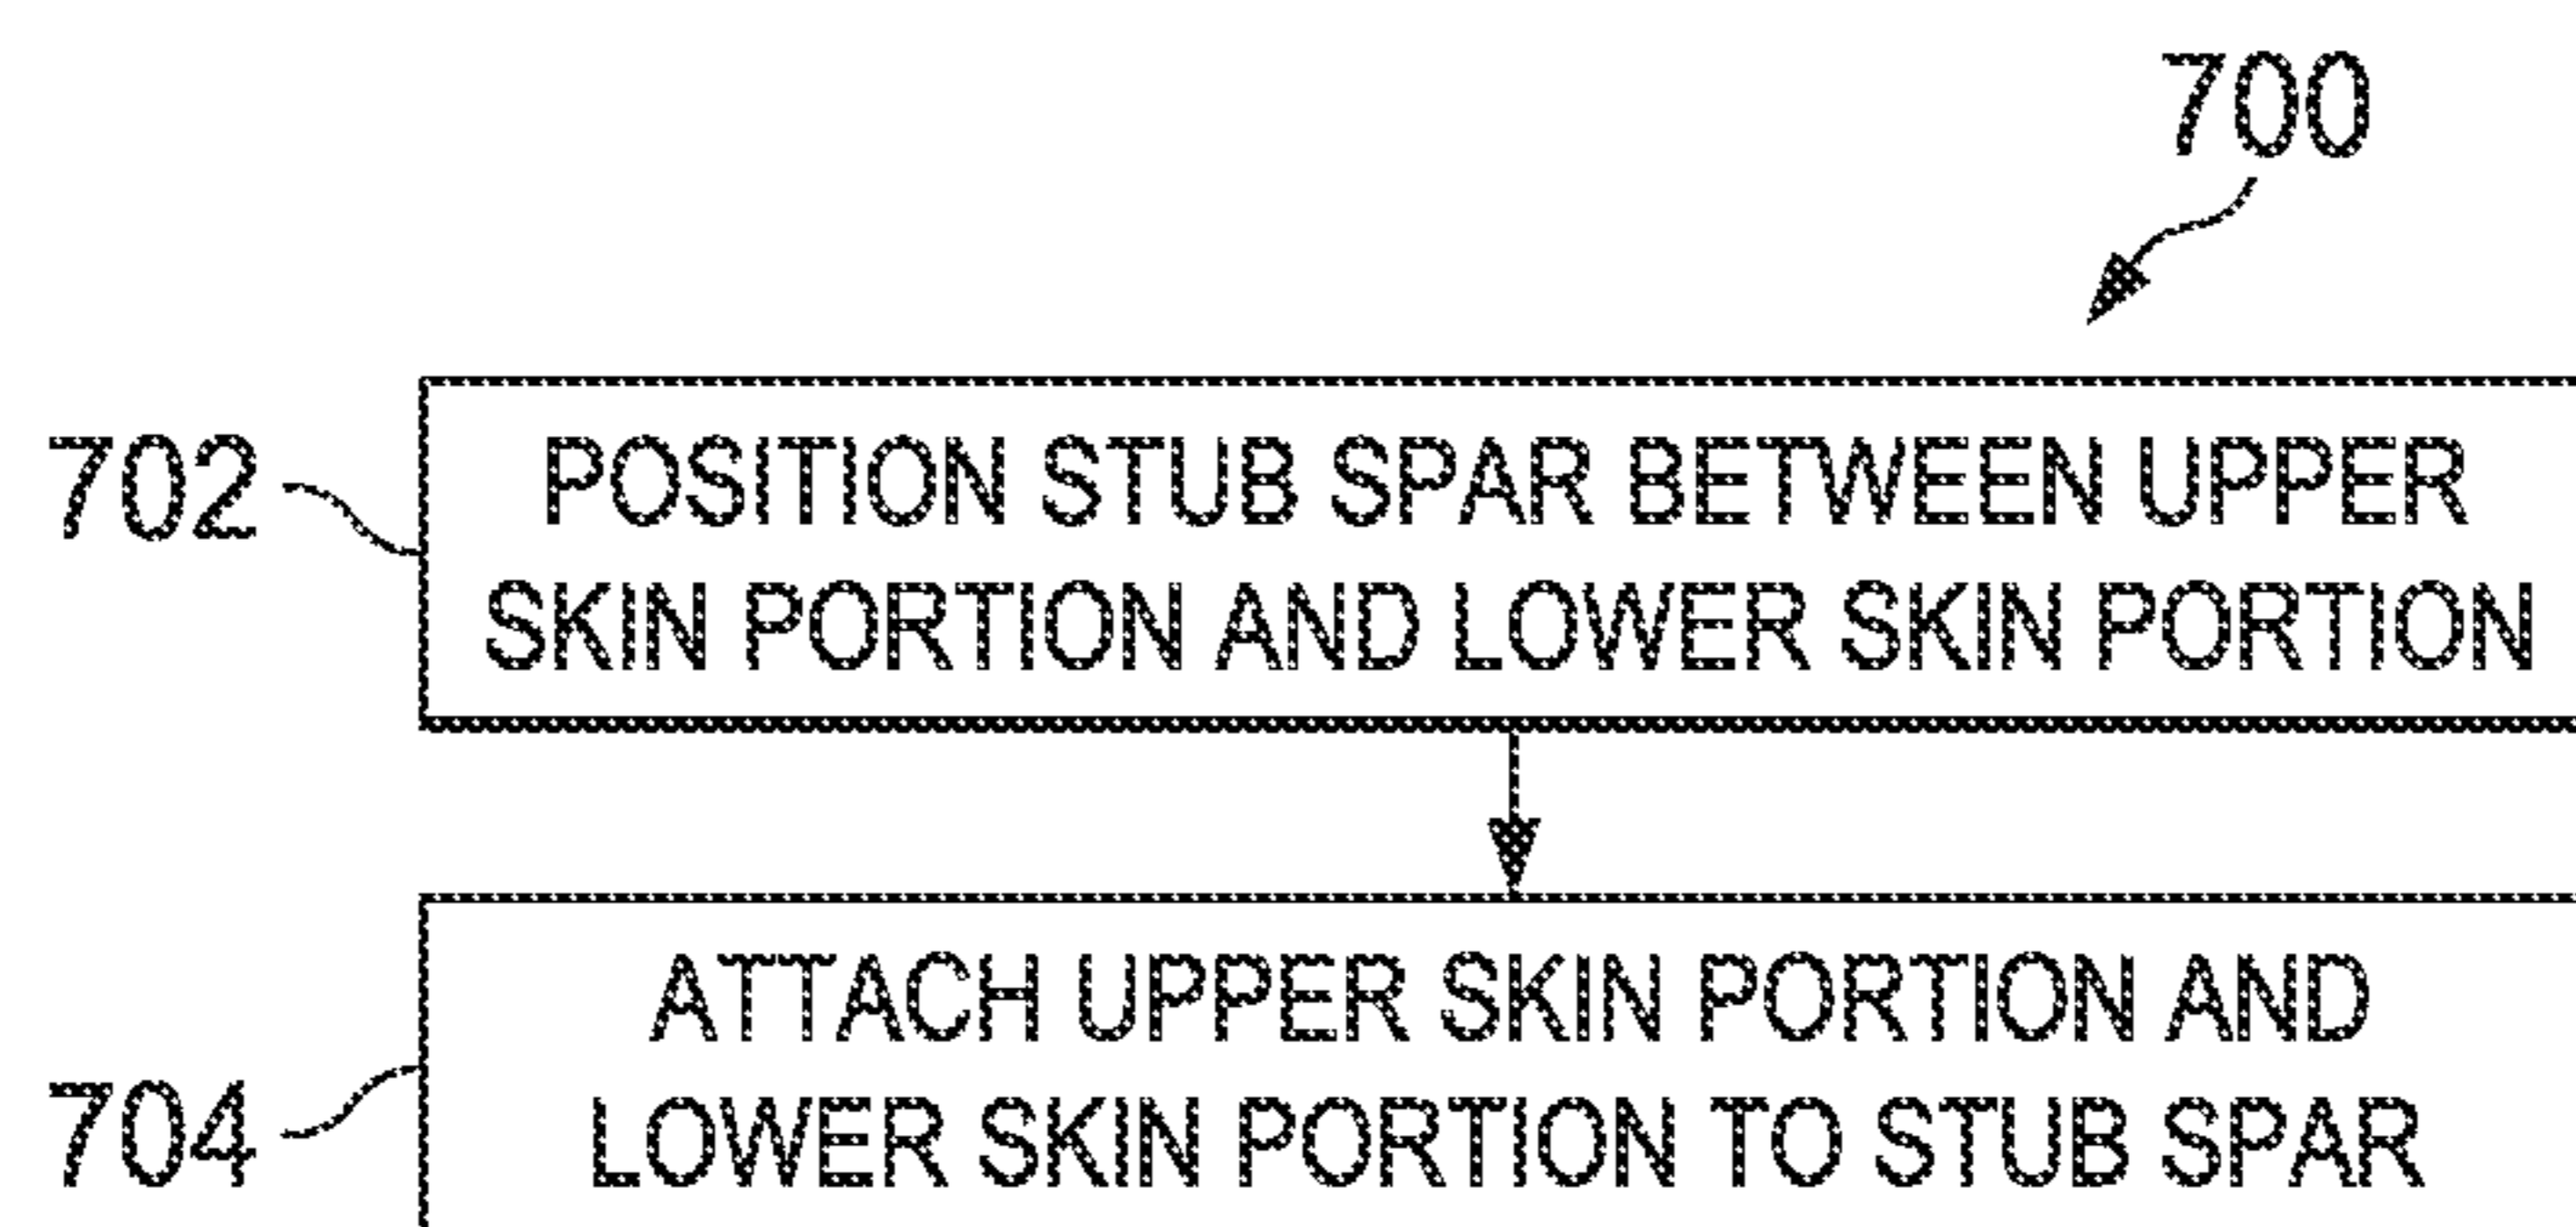 700
702
POSITION STUB SPAR BETWEEN UPPER
SKIN PORTION AND LOWER SKIN PORTION
704
ATTACH UPPER SKIN PORTION AND
LOWER SKIN PORTION TO STUB SPAR